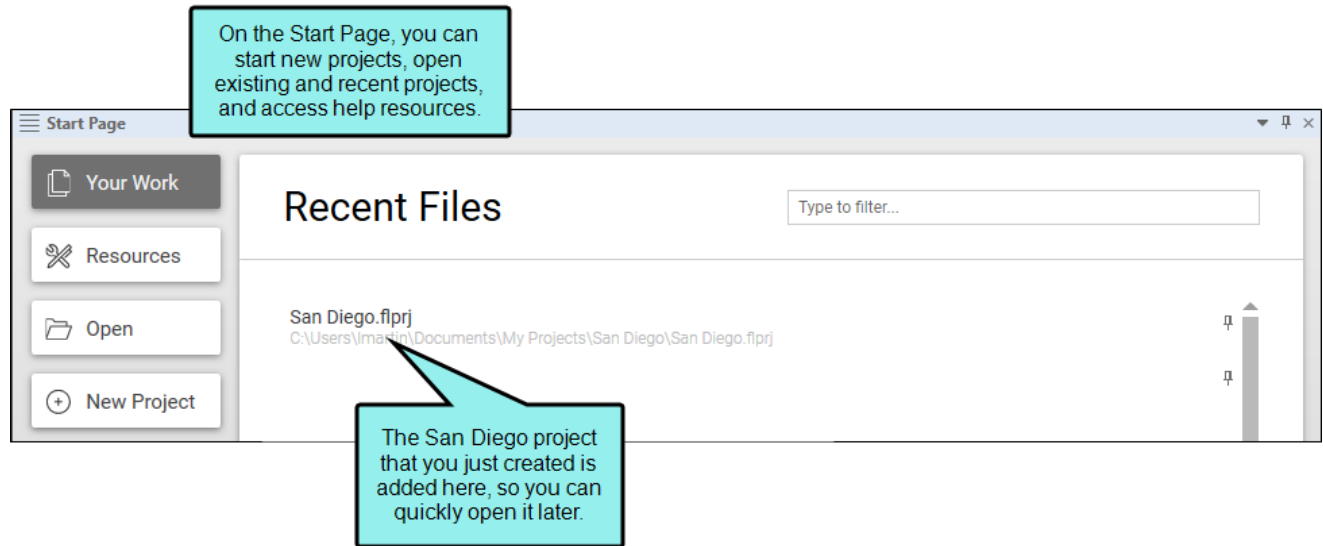 On the Start Page, you can
start new projects, open
existing and recent projects,
and access help resources.
Start Page
Your Work
Resources
Open
New Project
Recent Files
Type to filter...
San Diego.flprj
C:\Users\lmartin\Documents\My Projects\San Diego\San Diego.flprj
The San Diego project
that you just created is
added here, so you can
quickly open it later.